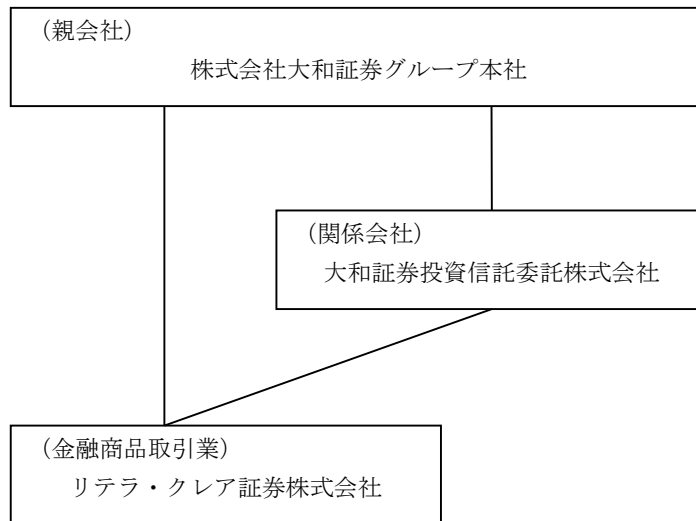 （親会社）
株式会社大和証券グループ本社
（関係会社）
大和証券投資信託委託株式会社
（金融商品取引業）
リテラ・クレア証券株式会社